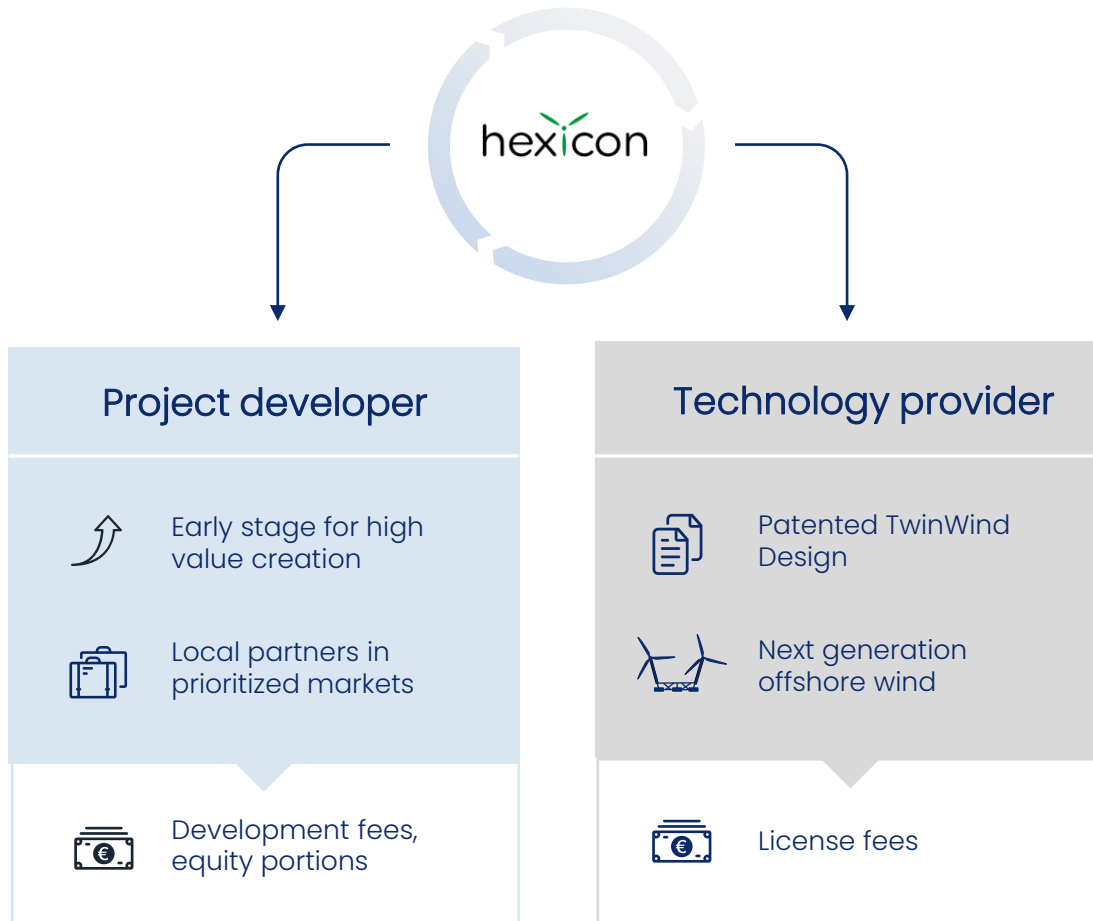 hexicon
Project developer
Early stage for high
value creation
Local partners in
prioritized markets
€
Development fees,
equity portions
Technology provider
Patented TwinWind
Design
Next generation
offshore wind
€
License fees